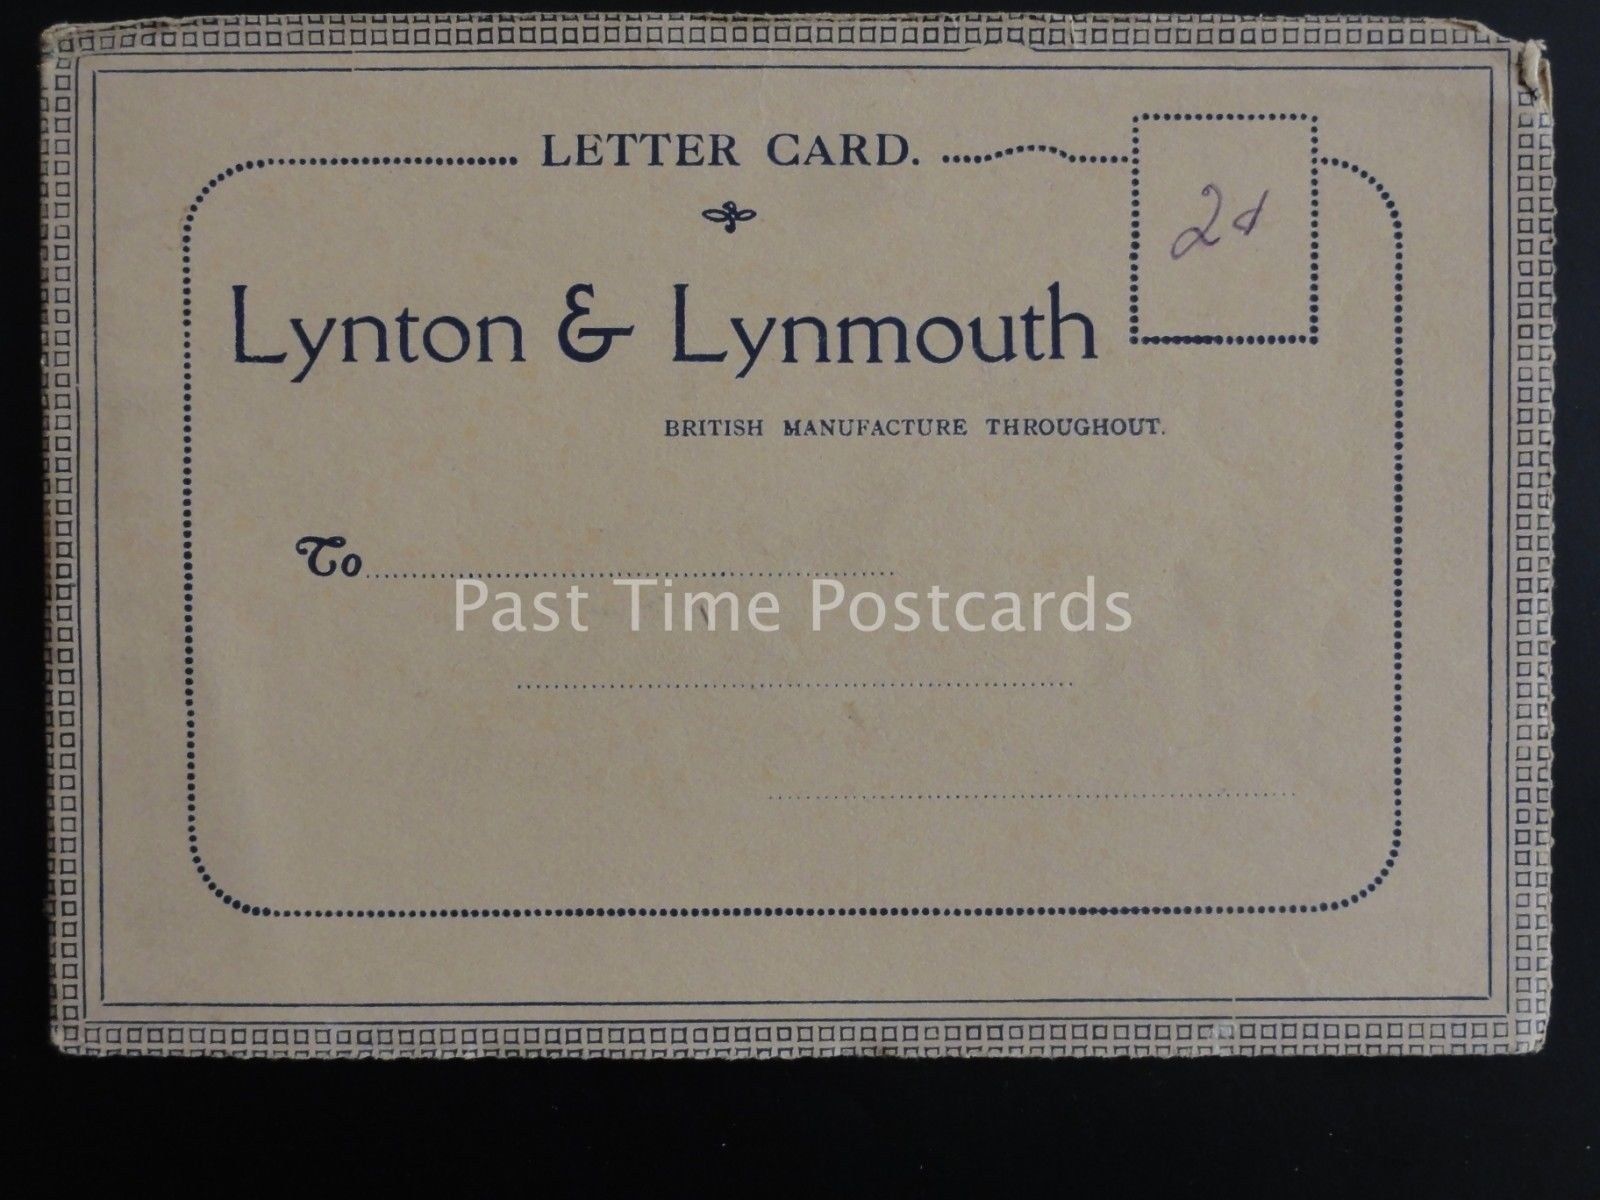 LETTER CARD.
2d
Lynton & Lynmouth
BRITISH MANUFACTURE THROUGHOUT.
To
Past Time Postcards